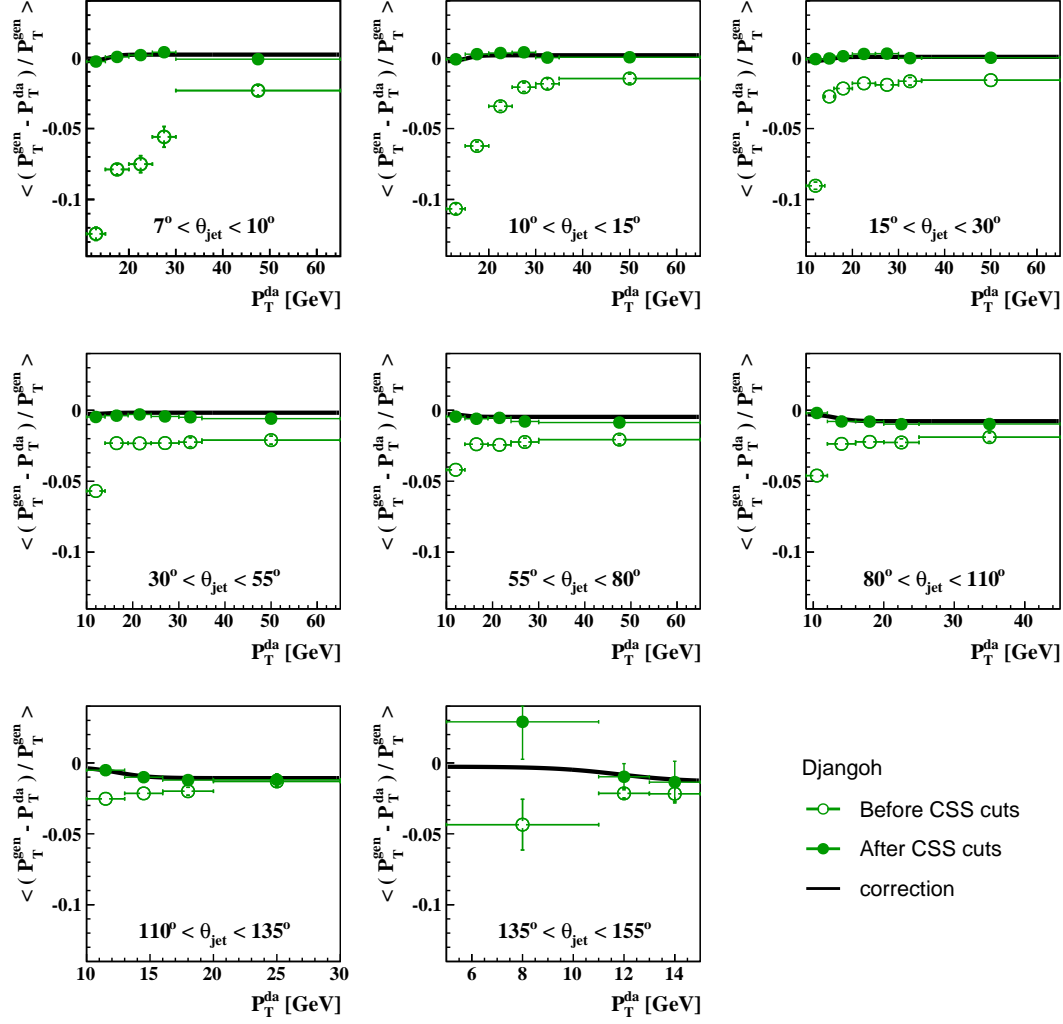 < ( P_T^gen - P_T^da ) / P_T^gen >
0
-0.05
-0.1
7° < θ_jet < 10°
20 30 40 50 60
P_T^da [GeV]
< ( P_T^gen - P_T^da ) / P_T^gen >
0
-0.05
-0.1
10° < θ_jet < 15°
20 30 40 50 60
P_T^da [GeV]
< ( P_T^gen - P_T^da ) / P_T^gen >
0
-0.05
-0.1
15° < θ_jet < 30°
10 20 30 40 50 60
P_T^da [GeV]
< ( P_T^gen - P_T^da ) / P_T^gen >
0
-0.05
-0.1
30° < θ_jet < 55°
10 20 30 40 50 60
P_T^da [GeV]
< ( P_T^gen - P_T^da ) / P_T^gen >
0
-0.05
-0.1
55° < θ_jet < 80°
10 20 30 40 50 60
P_T^da [GeV]
< ( P_T^gen - P_T^da ) / P_T^gen >
0
-0.05
-0.1
80° < θ_jet < 110°
10 20 30 40
P_T^da [GeV]
< ( P_T^gen - P_T^da ) / P_T^gen >
0
-0.05
-0.1
110° < θ_jet < 135°
10 15 20 25 30
P_T^da [GeV]
< ( P_T^gen - P_T^da ) / P_T^gen >
0
-0.05
-0.1
135° < θ_jet < 155°
6 8 10 12 14
P_T^da [GeV]
Djangoh
Before CSS cuts
After CSS cuts
correction